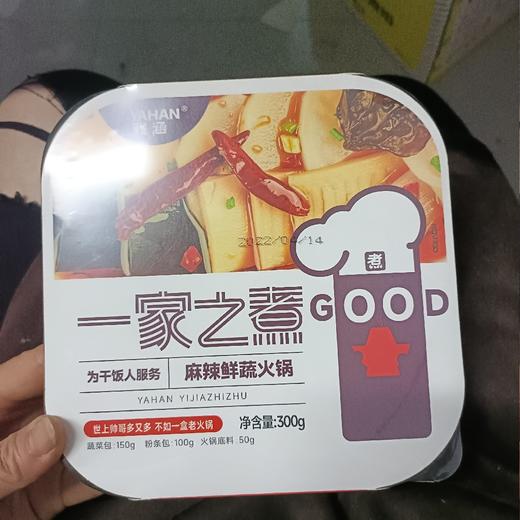 YAHAN®
雅涵
2022/04/14
煮
GOOD
一家之煮
为干饭人服务
麻辣鲜蔬火锅
YAHAN YIJIAZHIZHU
世上帅哥多又多 不如一盒老火锅
净含量:300g
蔬菜包:150g 粉条包:100g 火锅底料:50g